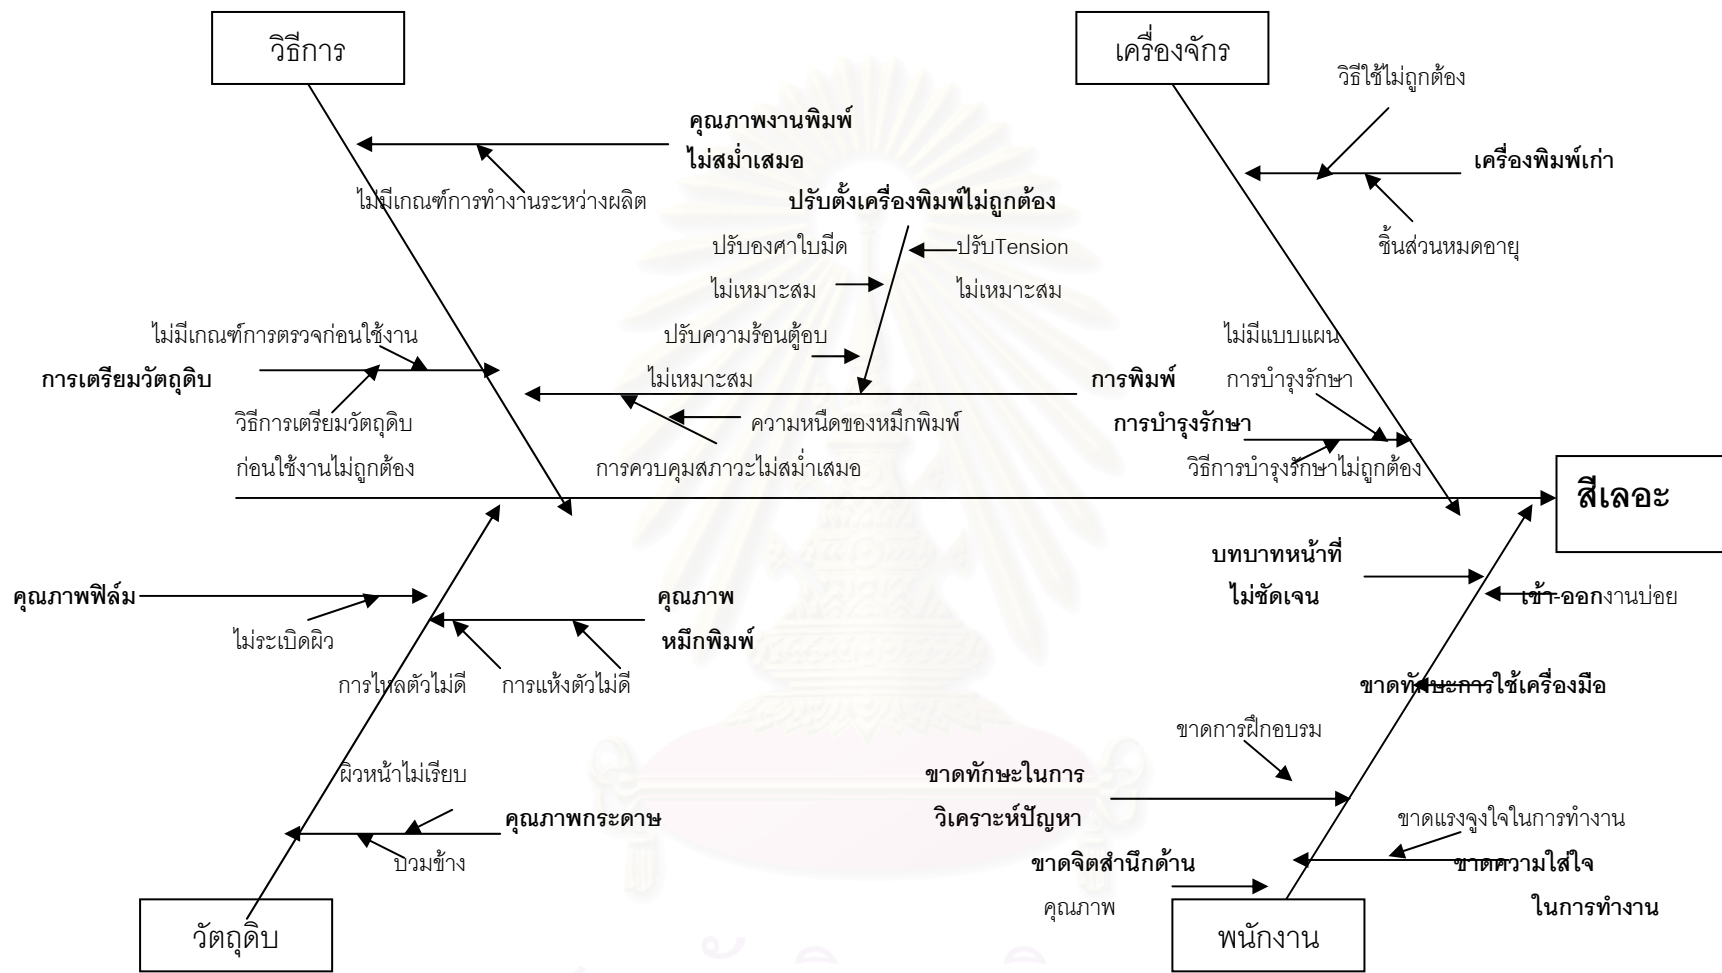 วิธีการ
เครื่องจักร
วิธีใช้ไม่ถูกต้อง
คุณภาพงานพิมพ์
ไม่สม่ำเสมอ
เครื่องพิมพ์เก่า
ไม่มีเกณฑ์การทำงานระหว่างผลิต
ปรับตั้งเครื่องพิมพ์ไม่ถูกต้อง
ปรับองศาใบมีด
ไม่เหมาะสม
ปรับTension
ไม่เหมาะสม
ชิ้นส่วนหมดอายุ
ไม่มีเกณฑ์การตรวจก่อนใช้งาน
ปรับความร้อนตู้อบ
ไม่เหมาะสม
ไม่มีแบบแผน
การบำรุงรักษา
การเตรียมวัตถุดิบ
การพิมพ์
วิธีการเตรียมวัตถุดิบ
ก่อนใช้งานไม่ถูกต้อง
ความหนืดของหมึกพิมพ์
การบำรุงรักษา
การควบคุมสภาวะไม่สม่ำเสมอ
วิธีการบำรุงรักษาไม่ถูกต้อง
สีเลอะ
บทบาทหน้าที่
ไม่ชัดเจน
คุณภาพฟิล์ม
คุณภาพ
หมึกพิมพ์
เข้า-ออกงานบ่อย
ไม่ระเบิดผิว
การไหลตัวไม่ดี
การแห้งตัวไม่ดี
ขาดทักษะการใช้เครื่องมือ
ขาดการฝึกอบรม
ผิวหน้าไม่เรียบ
ขาดทักษะในการ
วิเคราะห์ปัญหา
คุณภาพกระดาษ
ขาดแรงจูงใจในการทำงาน
บวมข้าง
ขาดจิตสำนึกด้าน
คุณภาพ
ขาดความใส่ใจ
ในการทำงาน
วัตถุดิบ
พนักงาน